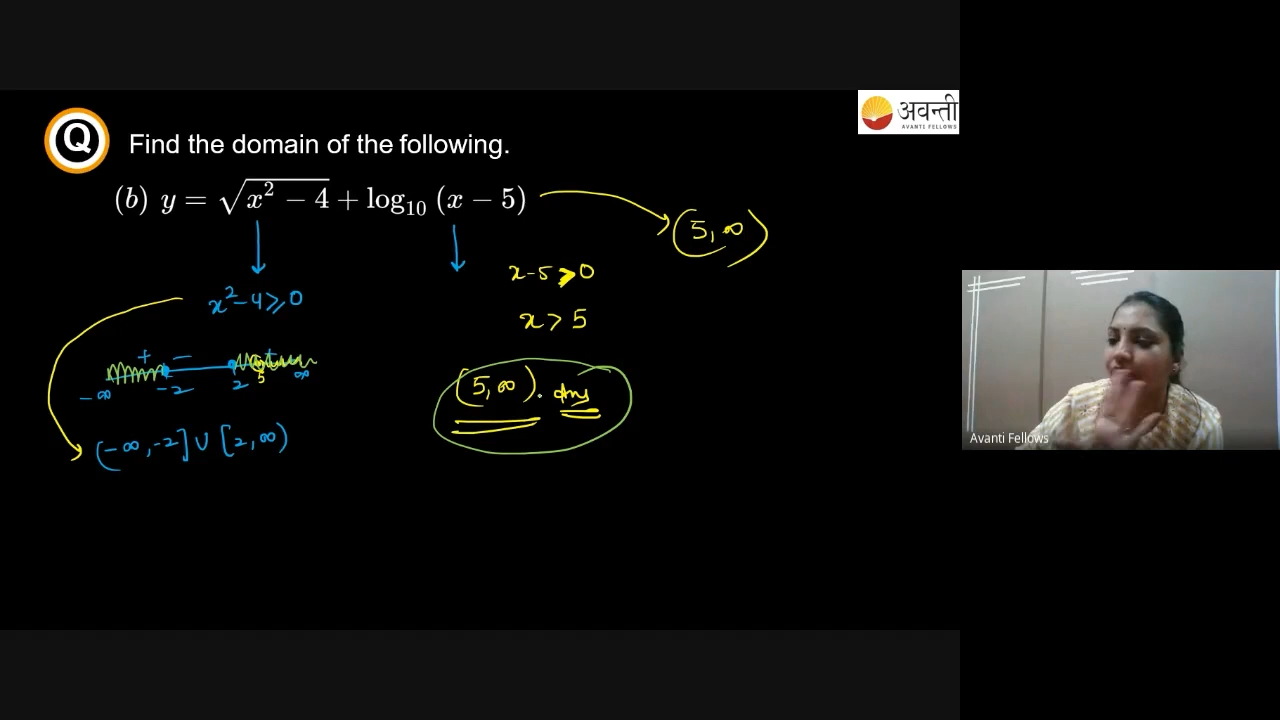 Q
Find the domain of the following.
अवन्ती
AVANTI FELLOWS
(b) y = √(x² − 4) + log₁₀ (x − 5)
(5, ∞)
x-5 > 0
x² - 4 ≥ 0
x > 5
+ − +
-∞ -2 2 5 ∞
(5, ∞). Ans
(-∞, -2] ∪ [2, ∞)
Avanti Fellows